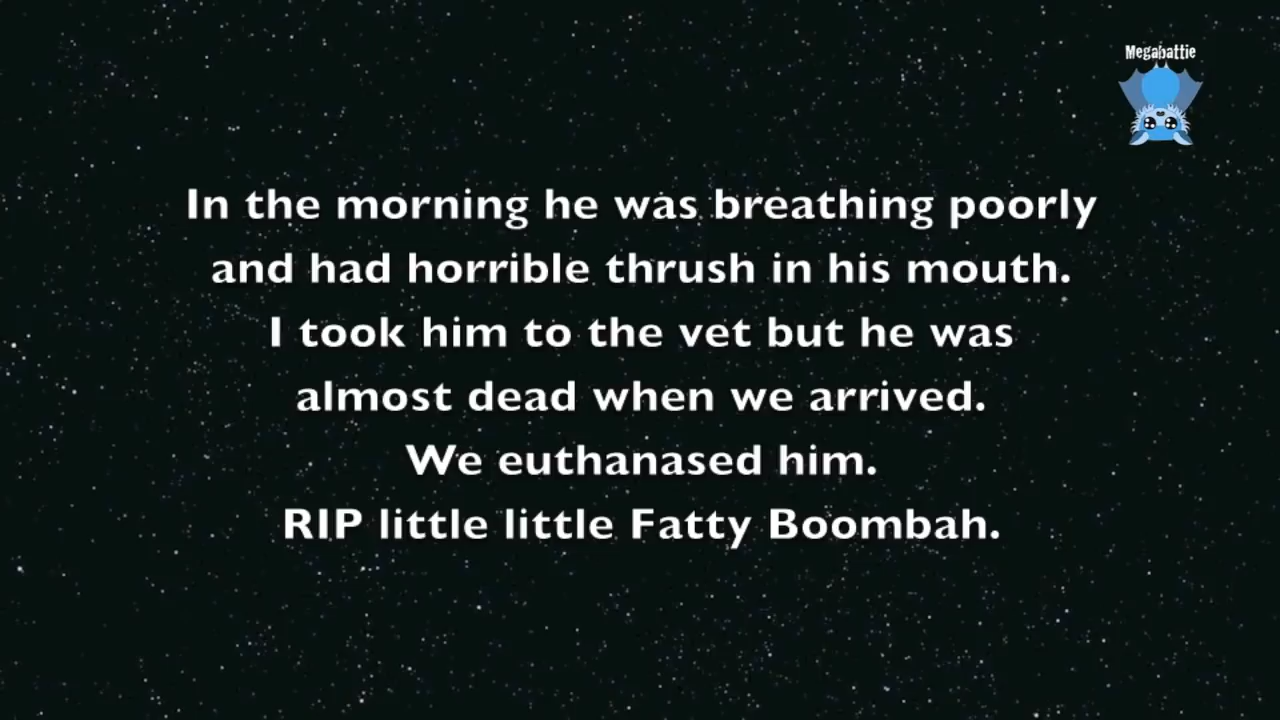 Megabattie
In the morning he was breathing poorly
and had horrible thrush in his mouth.
I took him to the vet but he was
almost dead when we arrived.
We euthanased him.
RIP little little Fatty Boombah.